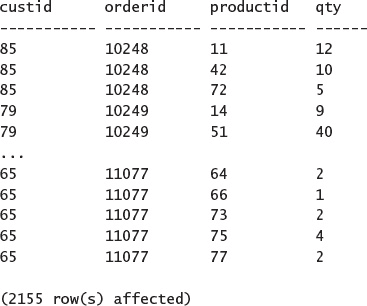 custid orderid productid qty
----------- ----------- ----------- ------
85 10248 11 12
85 10248 42 10
85 10248 72 5
79 10249 14 9
79 10249 51 40
...
65 11077 64 2
65 11077 66 1
65 11077 73 2
65 11077 75 4
65 11077 77 2
(2155 row(s) affected)